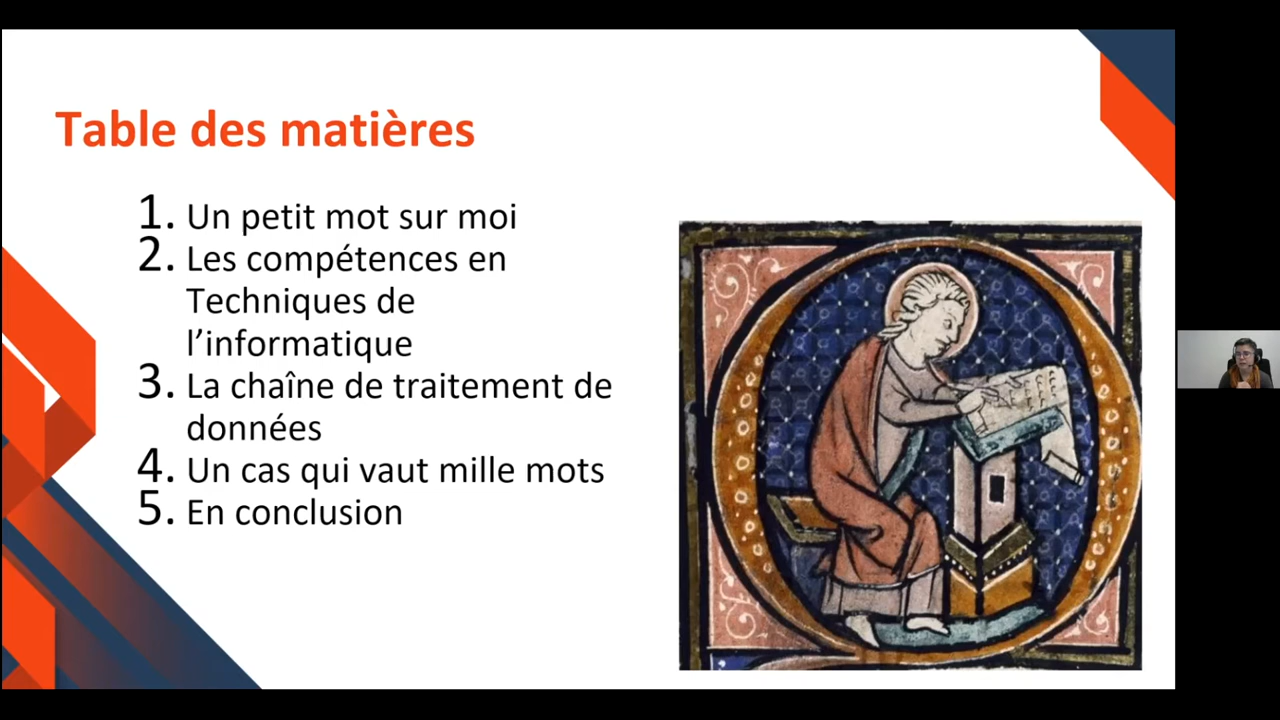 Table des matières
1. Un petit mot sur moi
2. Les compétences en
Techniques de
l’informatique
3. La chaîne de traitement de
données
4. Un cas qui vaut mille mots
5. En conclusion